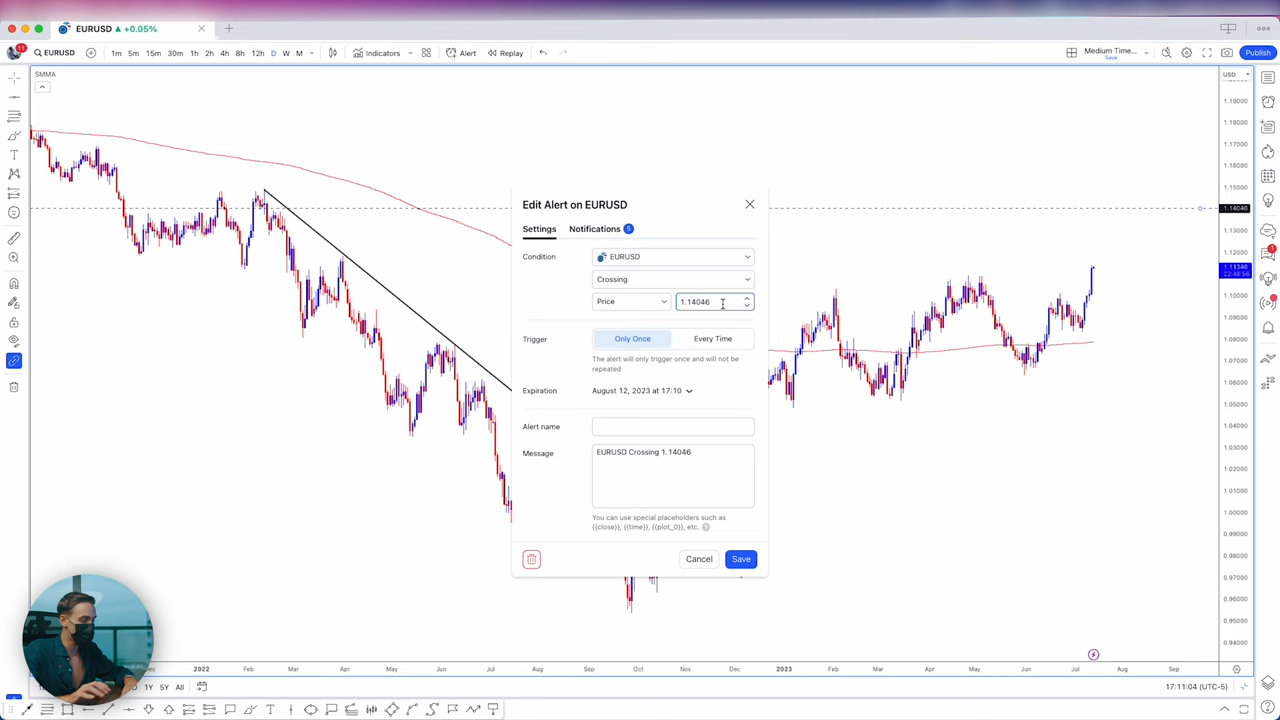 EURUSD ▲ +0.05%
11 EURUSD 1m 5m 15m 30m 1h 2h 4h 8h 12h D W M Indicators Alert Replay Medium Time... Save Publish
SMMA
USD
1.19000
1.18000
1.17000
1.16000
1.15000
1.14046
1.13000
1.12000
1.11346
22:48:56
1.10000
1.09000
1.08000
1.07000
1.06000
1.05000
1.04000
1.03000
1.02000
1.01000
1.00000
0.99000
0.98000
0.97000
0.96000
0.95000
0.94000
Edit Alert on EURUSD
Settings Notifications 5
Condition EURUSD
Crossing
Price 1.14046
Trigger Only Once Every Time
The alert will only trigger once and will not be
repeated
Expiration August 12, 2023 at 17:10
Alert name
Message EURUSD Crossing 1.14046
You can use special placeholders such as
{{close}}, {{time}}, {{plot_0}}, etc. ?
Cancel Save
2022 Feb Mar Apr May Jun Jul Aug Sep Oct Nov Dec 2023 Feb Mar Apr May Jun Jul Aug Sep
1Y 5Y All 17:11:04 (UTC-5)